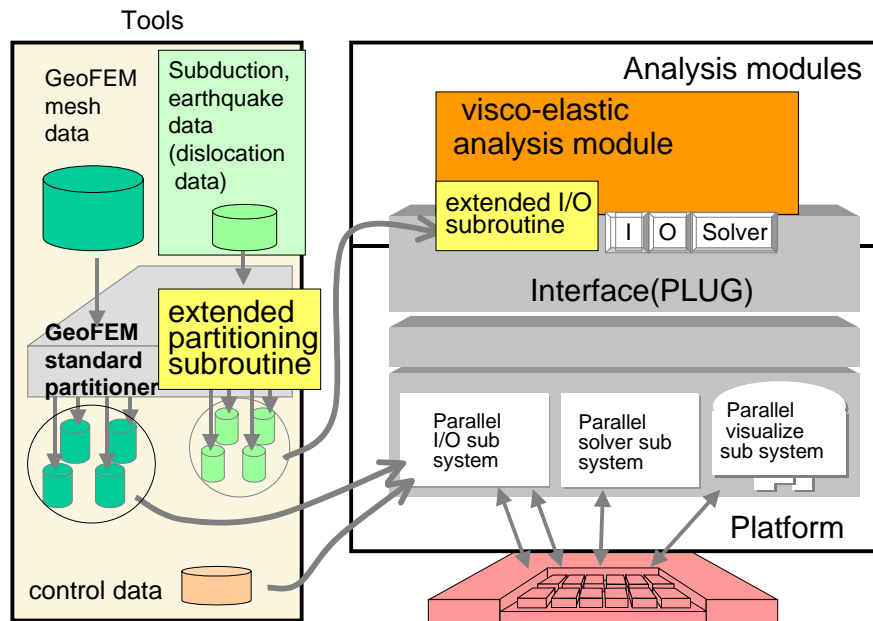 Tools
GeoFEM
mesh
data
Subduction,
earthquake
data
(dislocation
data)
GeoFEM
standard
partitioner
extended
partitioning
subroutine
control data
Analysis modules
visco-elastic
analysis module
extended I/O
subroutine
I O Solver
Interface(PLUG)
Parallel
I/O sub
system
Parallel
solver sub
system
Parallel
visualize
sub system
Platform